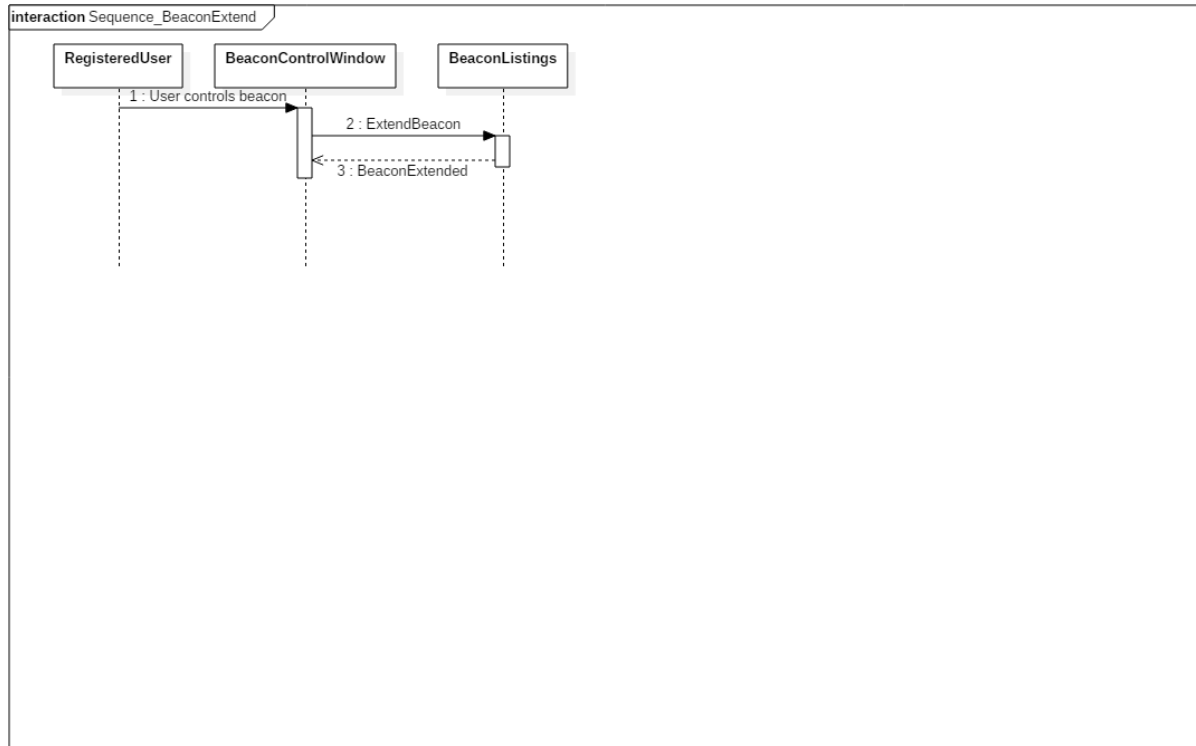 interaction Sequence_BeaconExtend
RegisteredUser BeaconControlWindow BeaconListings
1 : User controls beacon
2 : ExtendBeacon
3 : BeaconExtended